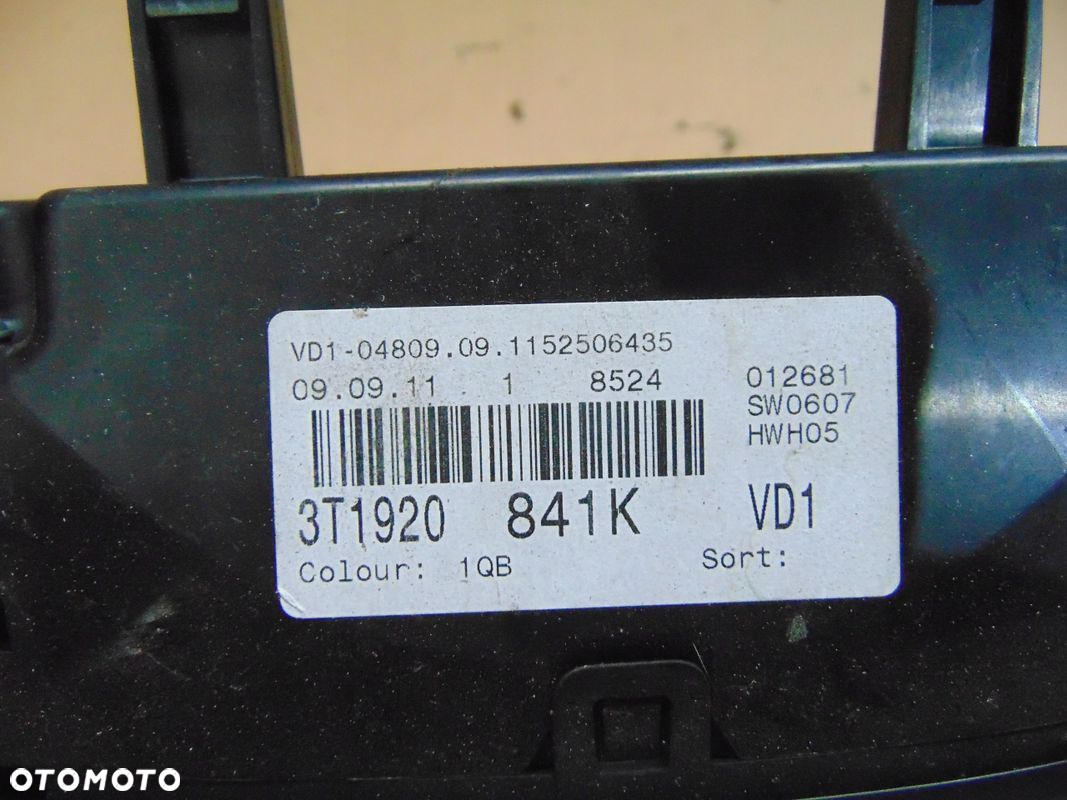 VD1-04809.09.1152506435
09.09.11 1 8524 012681
SW0607
HWH05
3T1920 841K VD1
Colour: 1QB Sort:
OTOMOTO